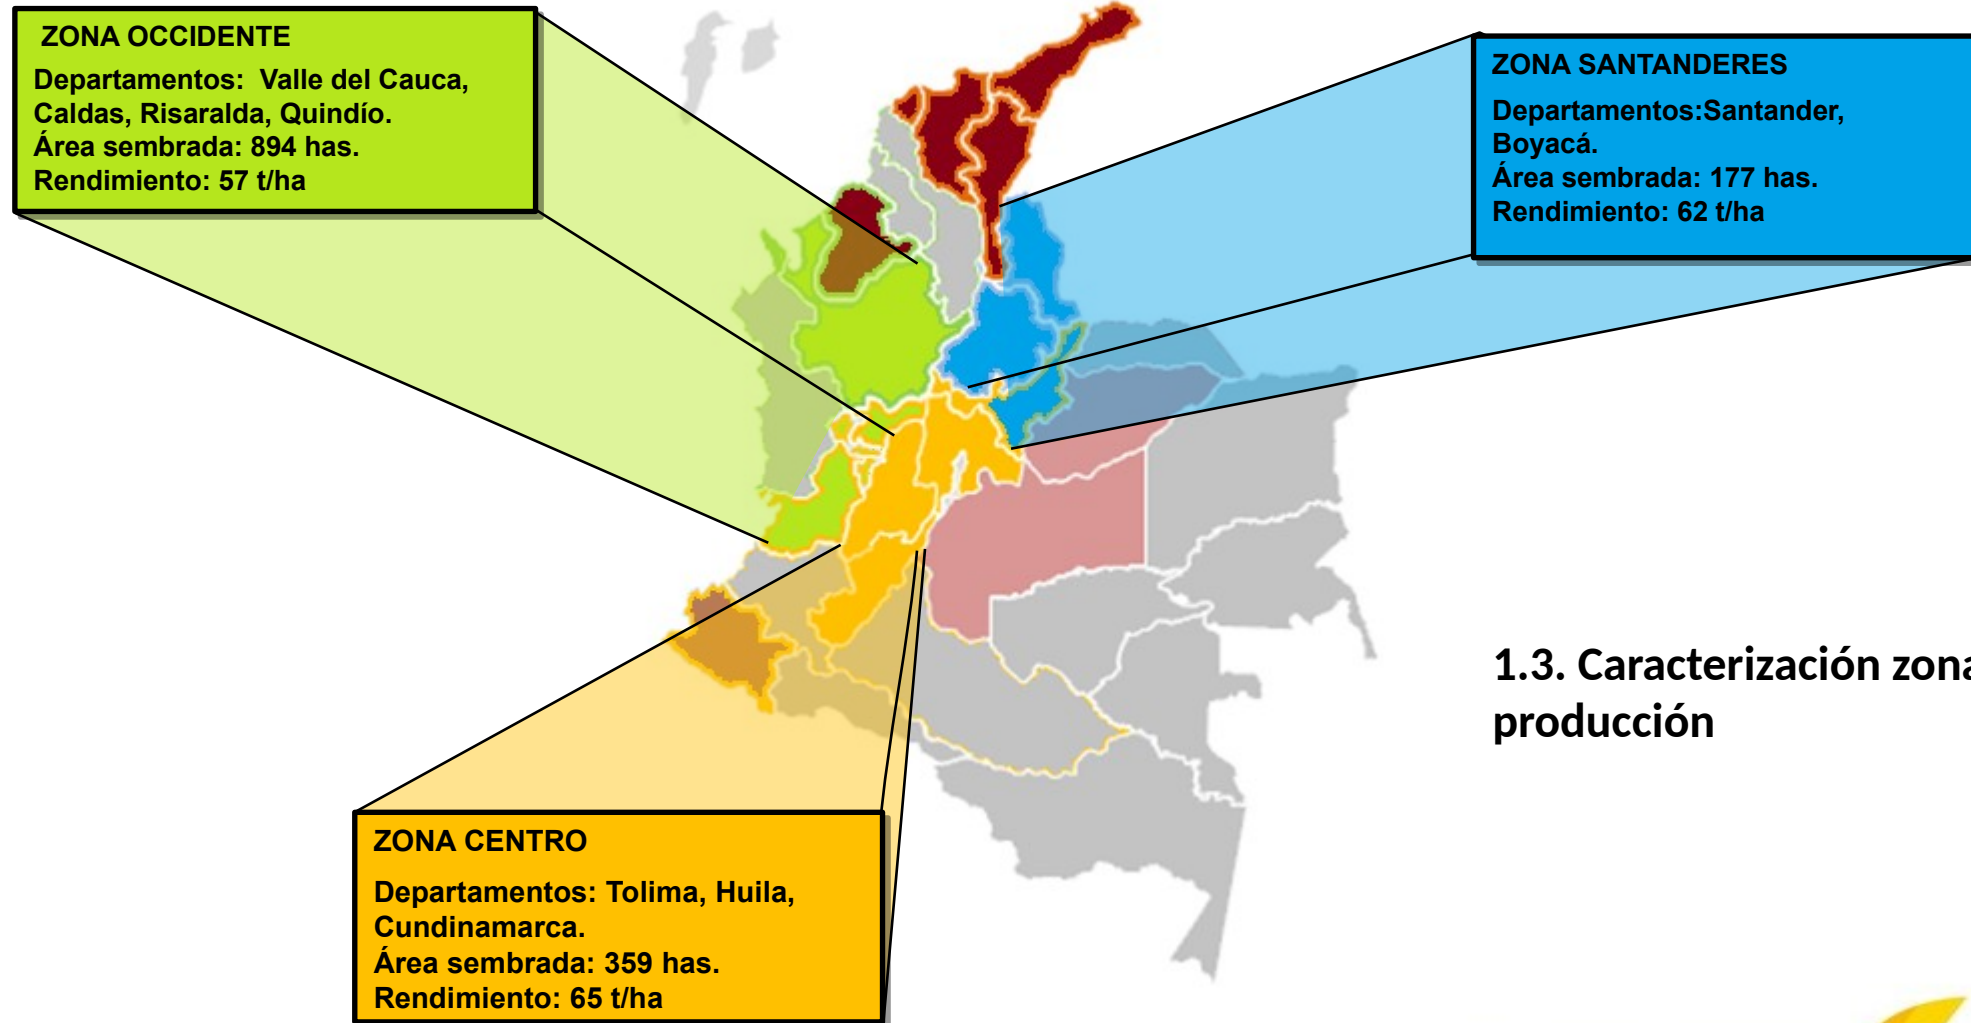 ZONA OCCIDENTE
Departamentos: Valle del Cauca,
Caldas, Risaralda, Quindío.
Área sembrada: 894 has.
Rendimiento: 57 t/ha
ZONA SANTANDERES
Departamentos:Santander,
Boyacá.
Área sembrada: 177 has.
Rendimiento: 62 t/ha
1.3. Caracterización zona
producción
ZONA CENTRO
Departamentos: Tolima, Huila,
Cundinamarca.
Área sembrada: 359 has.
Rendimiento: 65 t/ha